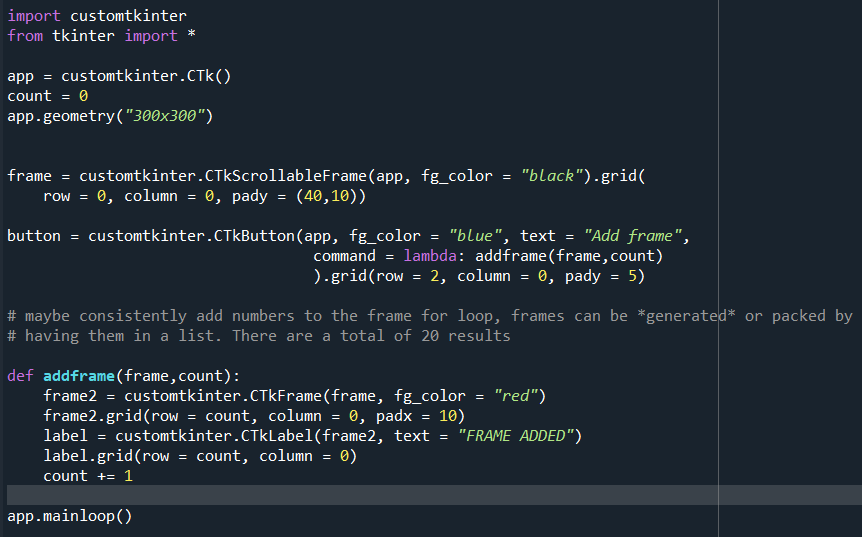 import customtkinter
from tkinter import *

app = customtkinter.CTk()
count = 0
app.geometry("300x300")


frame = customtkinter.CTkScrollableFrame(app, fg_color = "black").grid(
    row = 0, column = 0, pady = (40,10))

button = customtkinter.CTkButton(app, fg_color = "blue", text = "Add frame",
                                  command = lambda: addframe(frame,count)
                                  ).grid(row = 2, column = 0, pady = 5)

# maybe consistently add numbers to the frame for loop, frames can be *generated* or packed by
# having them in a list. There are a total of 20 results

def addframe(frame,count):
    frame2 = customtkinter.CTkFrame(frame, fg_color = "red")
    frame2.grid(row = count, column = 0, padx = 10)
    label = customtkinter.CTkLabel(frame2, text = "FRAME ADDED")
    label.grid(row = count, column = 0)
    count += 1

app.mainloop()